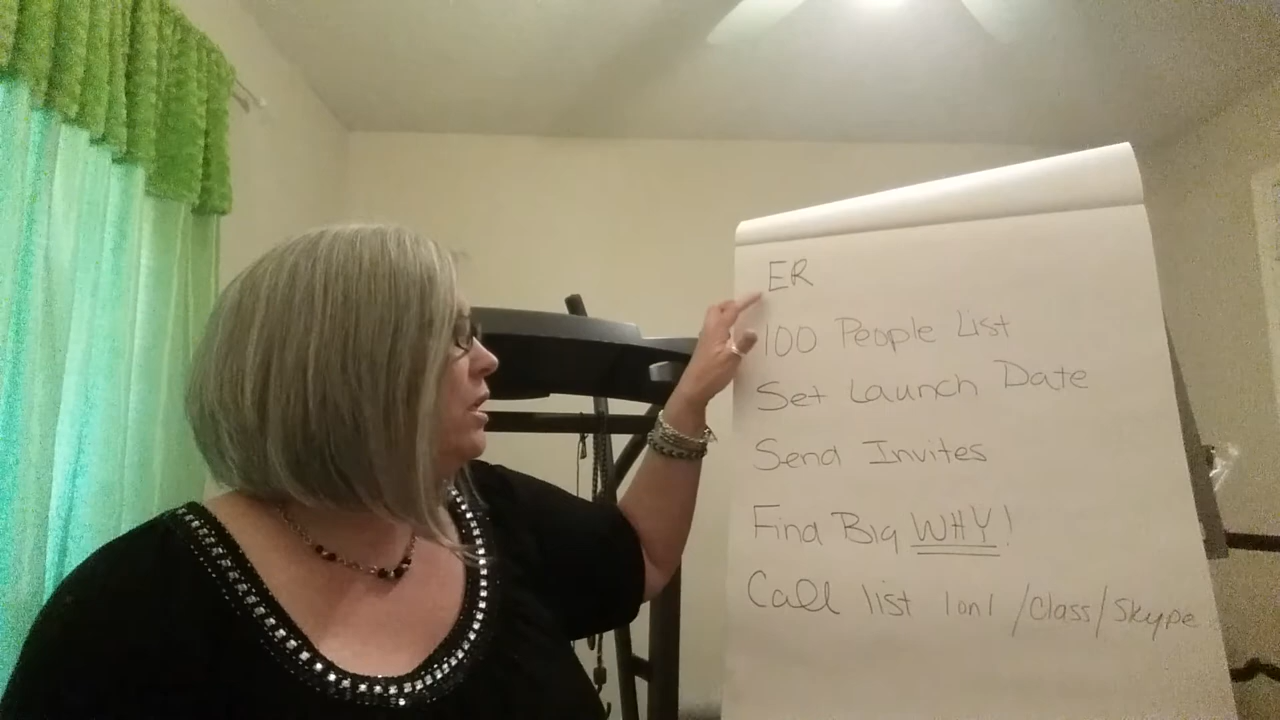 ER
100 People List
Set Launch Date
Send Invites
Find Big WHY!
Call list 1on1 /Class/Skype